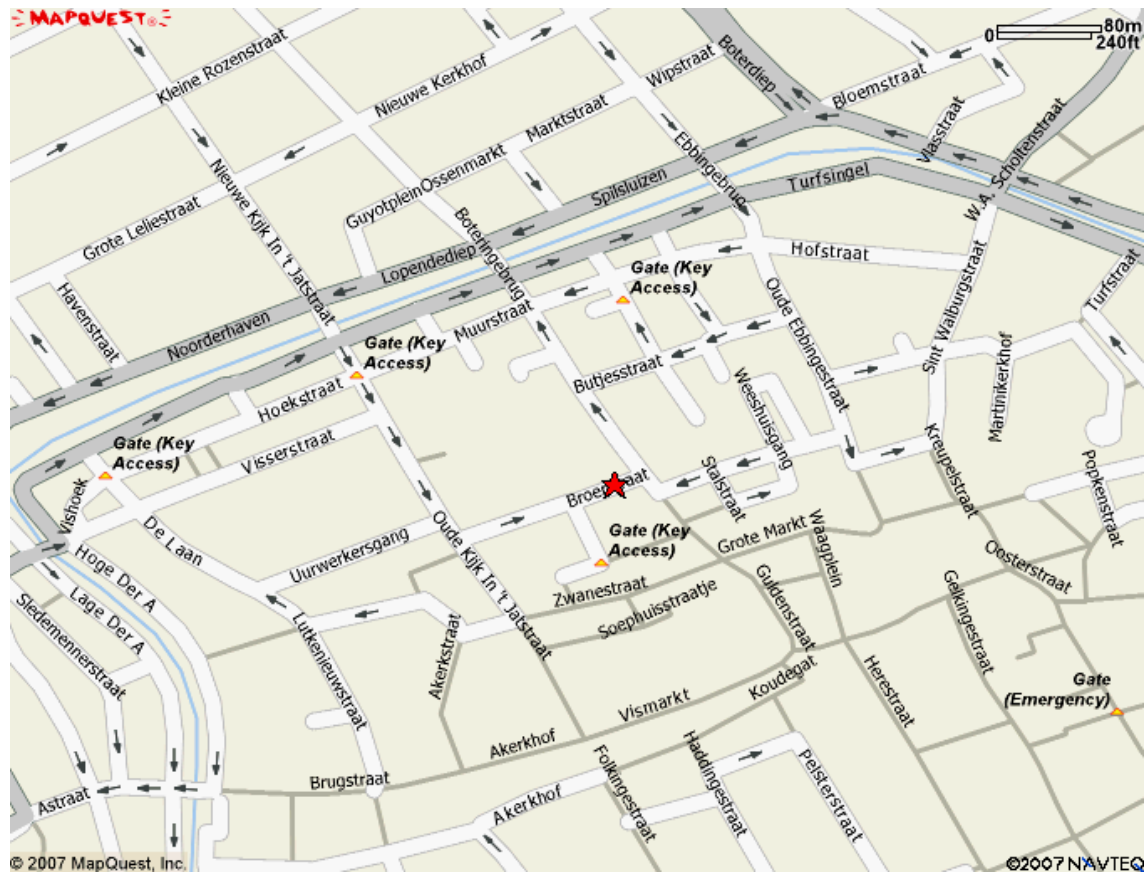 MAPQUEST®
0 80m
240ft
Kleine Rozenstraat
Nieuwe Kerkhof
Wipstraat
Boterdiep
Bloemstraat
Vlasstraat
W.A. Scholtenstraat
Marktstraat
Ossenmarkt
Guyotplein
Ebbingebrug
Turfsingel
Spilsluizen
Nieuwe Kijk In 't Jatstraat
Grote Leliestraat
Boteringebrug
Lopendediep
Hofstraat
Havenstraat
Noorderhaven
Gate (Key
Access)
Muurstraat
Oude Ebbingestraat
Sint Walburgstraat
Turfstraat
Gate (Key
Access)
Butjesstraat
Weeshuisgang
Martinikerkhof
Hoekstraat
Visserstraat
Gate (Key
Access)
Kreupelstraat
Popkenstraat
Stalstraat
Vishoek
De Laan
Oude Kijk In 't Jatstraat
Uurwerkersgang
Gate (Key
Access)
Grote Markt
Waagplein
Oosterstraat
Hoge Der A
Lage Der A
Sledemennerstraat
Zwanestraat
Soephuisstraatje
Guldenstraat
Gelkingestraat
Lutkenieuwstraat
Akerkstraat
Herestraat
Gate
(Emergency)
Vismarkt
Koudegat
Akerkhof
Brugstraat
Astraat
Akerkhof
Folkingestraat
Haddingestraat
Pelsterstraat
© 2007 MapQuest, Inc.
©2007 NAVTEQ